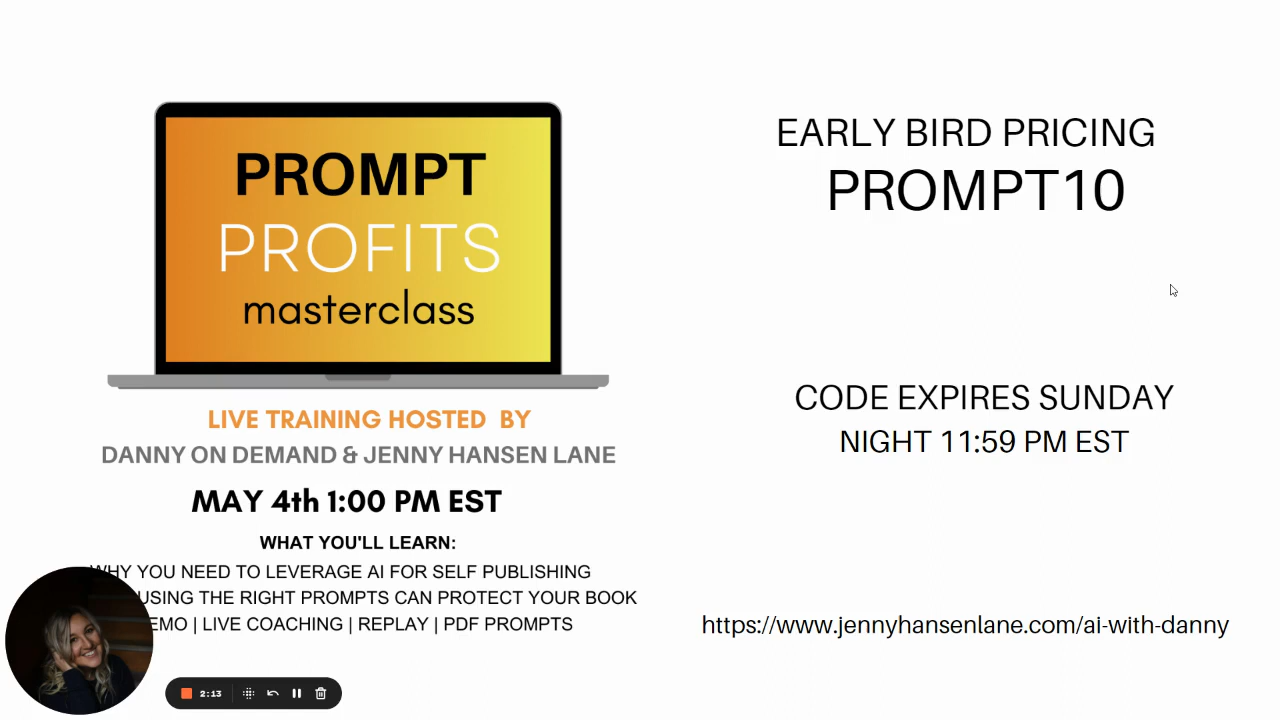 PROMPT
PROFITS
masterclass
LIVE TRAINING HOSTED BY
DANNY ON DEMAND & JENNY HANSEN LANE
MAY 4th 1:00 PM EST
WHAT YOU'LL LEARN:
WHY YOU NEED TO LEVERAGE AI FOR SELF PUBLISHING
USING THE RIGHT PROMPTS CAN PROTECT YOUR BOOK
| LIVE COACHING | REPLAY | PDF PROMPTS
2:13
EARLY BIRD PRICING
PROMPT10
CODE EXPIRES SUNDAY
NIGHT 11:59 PM EST
https://www.jennyhansenlane.com/ai-with-danny